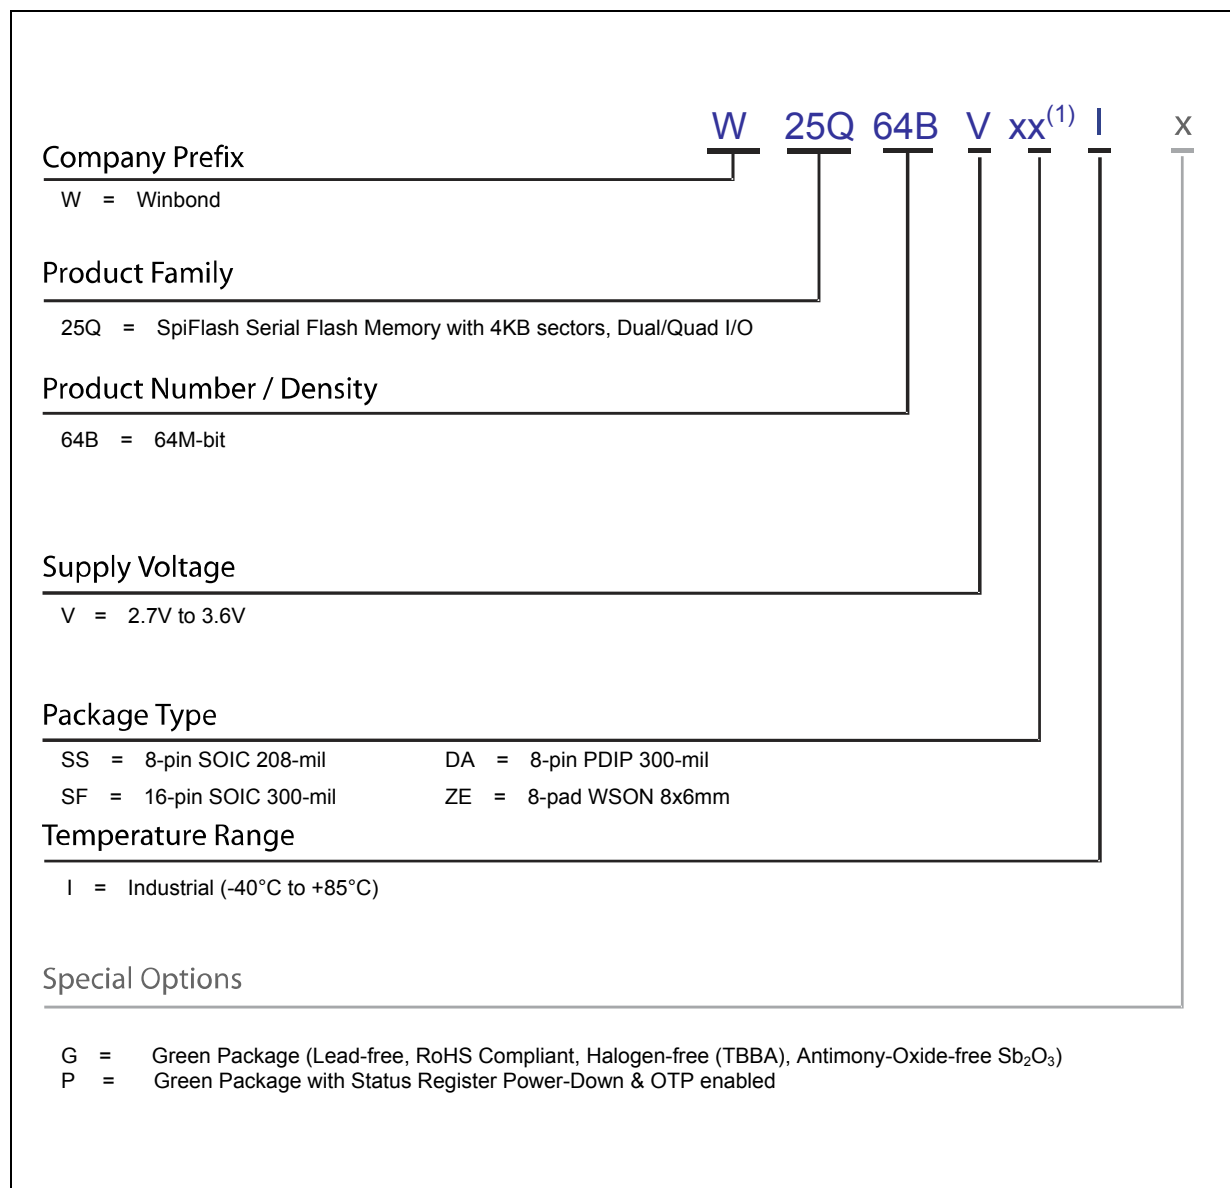 W 25Q 64B V xx(1) I x
Company Prefix
W = Winbond
Product Family
25Q = SpiFlash Serial Flash Memory with 4KB sectors, Dual/Quad I/O
Product Number / Density
64B = 64M-bit
Supply Voltage
V = 2.7V to 3.6V
Package Type
SS = 8-pin SOIC 208-mil DA = 8-pin PDIP 300-mil
SF = 16-pin SOIC 300-mil ZE = 8-pad WSON 8x6mm
Temperature Range
I = Industrial (-40°C to +85°C)
Special Options
G = Green Package (Lead-free, RoHS Compliant, Halogen-free (TBBA), Antimony-Oxide-free Sb₂O₃)
P = Green Package with Status Register Power-Down & OTP enabled